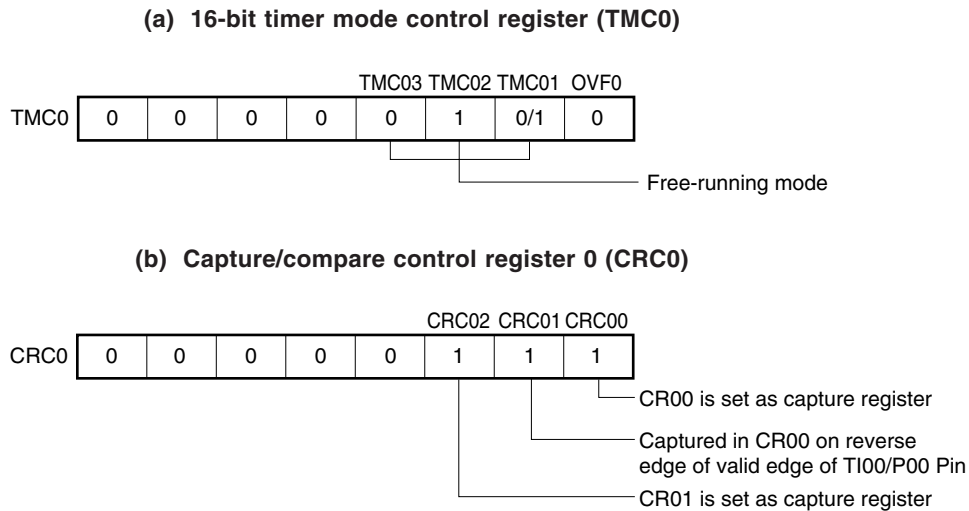 (a) 16-bit timer mode control register (TMC0)
TMC03 TMC02 TMC01 OVF0
TMC0 0 0 0 0 0 1 0/1 0
Free-running mode
(b) Capture/compare control register 0 (CRC0)
CRC02 CRC01 CRC00
CRC0 0 0 0 0 0 1 1 1
CR00 is set as capture register
Captured in CR00 on reverse
edge of valid edge of TI00/P00 Pin
CR01 is set as capture register